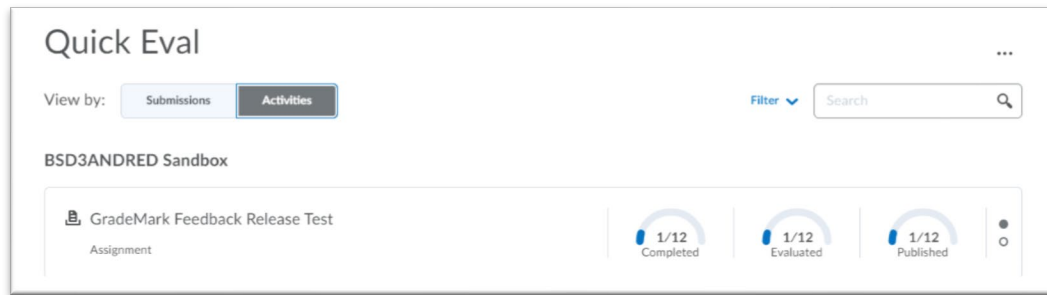 Quick Eval
...
View by: Submissions Activities Filter Search
BSD3ANDRED Sandbox
GradeMark Feedback Release Test
Assignment
1/12 1/12 1/12
Completed Evaluated Published